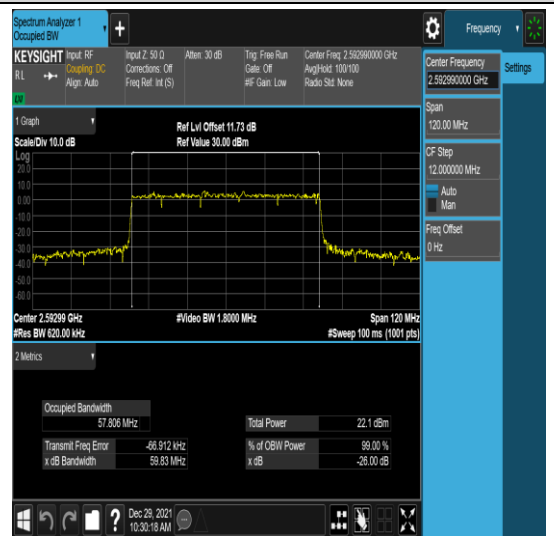 Spectrum Analyzer 1
Occupied BW
+
Frequency
KEYSIGHT
RL
Input: RF
Coupling: DC
Align: Auto
Input Z: 50 Ω
Corrections: Off
Freq Ref: Int (S)
Atten: 30 dB
Trig: Free Run
Gate: Off
#IF Gain: Low
Center Freq: 2.592990000 GHz
Avg|Hold: 100/100
Radio Std: None
Center Frequency
2.592990000 GHz
Settings
Span
120.00 MHz
CF Step
12.000000 MHz
Auto
Man
Freq Offset
0 Hz
1 Graph
Scale/Div 10.0 dB
Ref Lvl Offset 11.73 dB
Ref Value 30.00 dBm
Log
20.0
10.0
0.00
-10.0
-20.0
-30.0
-40.0
-50.0
-60.0
Center 2.59299 GHz
#Res BW 620.00 kHz
#Video BW 1.8000 MHz
Span 120 MHz
#Sweep 100 ms (1001 pts)
2 Metrics
Occupied Bandwidth
57.806 MHz
Total Power 22.1 dBm
Transmit Freq Error -66.912 kHz
% of OBW Power 99.00 %
x dB Bandwidth 59.83 MHz
x dB -26.00 dB
?
Dec 29, 2021
10:30:18 AM